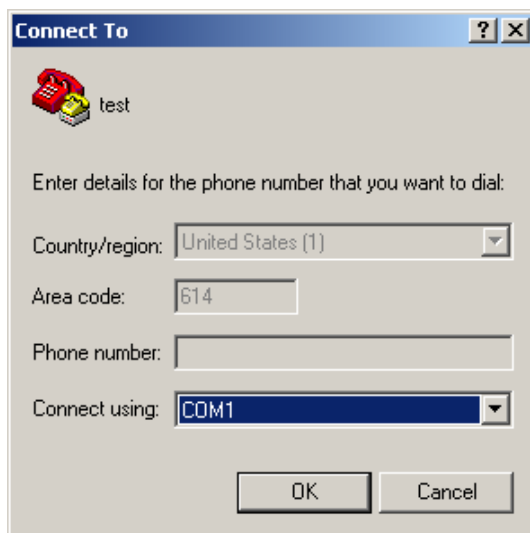 Connect To
test
Enter details for the phone number that you want to dial:
Country/region: United States (1)
Area code: 614
Phone number:
Connect using: COM1
OK Cancel